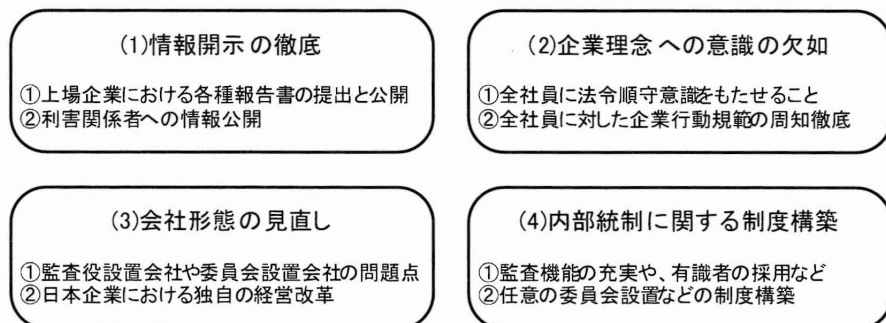 (1)情報開示の徹底
①上場企業における各種報告書の提出と公開
②利害関係者への情報公開
(2)企業理念への意識の欠如
①全社員に法令順守意識をもたせること
②全社員に対した企業行動規範の周知徹底
(3)会社形態の見直し
①監査役設置会社や委員会設置会社の問題点
②日本企業における独自の経営改革
(4)内部統制に関する制度構築
①監査機能の充実や、有識者の採用など
②任意の委員会設置などの制度構築